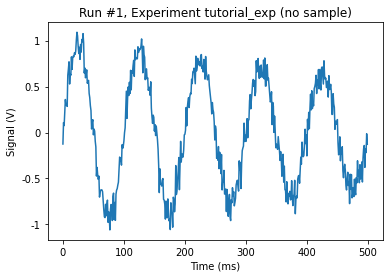 Run #1, Experiment tutorial_exp (no sample)
1
0.5
0
-0.5
-1
Signal (V)
0 100 200 300 400 500
Time (ms)